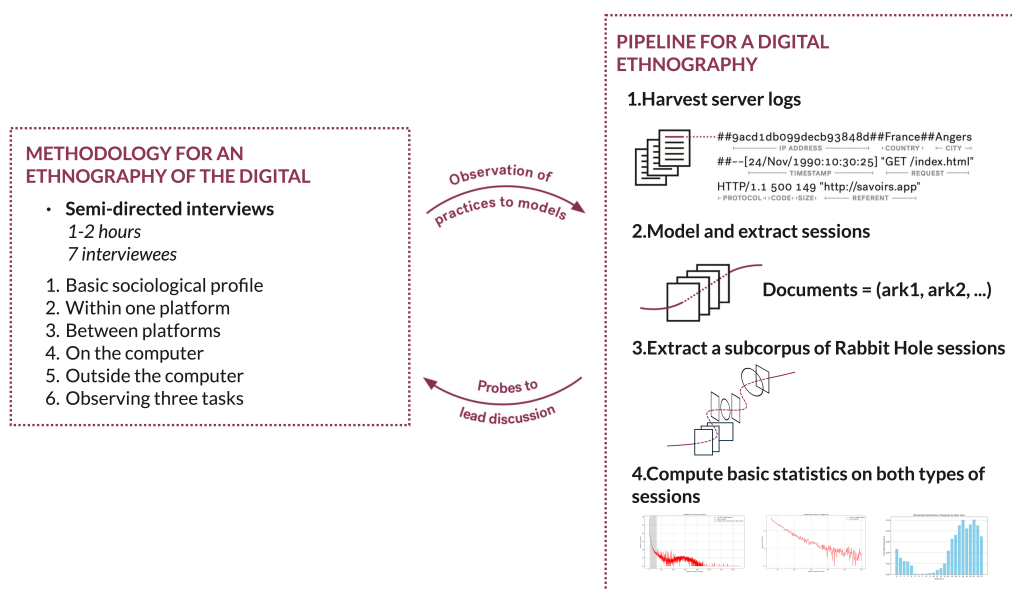 METHODOLOGY FOR AN
ETHNOGRAPHY OF THE DIGITAL
• Semi-directed interviews
1-2 hours
7 interviewees
1. Basic sociological profile
2. Within one platform
3. Between platforms
4. On the computer
5. Outside the computer
6. Observing three tasks
Observation of
practices to models
Probes to
lead discussion
PIPELINE FOR A DIGITAL
ETHNOGRAPHY
1.Harvest server logs
##9acd1db099decb93848d##France##Angers
IP ADDRESS COUNTRY CITY
##--[24/Nov/1990:10:30:25] "GET /index.html"
TIMESTAMP REQUEST
HTTP/1.1 500 149 "http://savoirs.app"
PROTOCOL CODE SIZE REFERENT
2.Model and extract sessions
Documents = (ark1, ark2, ...)
3.Extract a subcorpus of Rabbit Hole sessions
4.Compute basic statistics on both types of
sessions